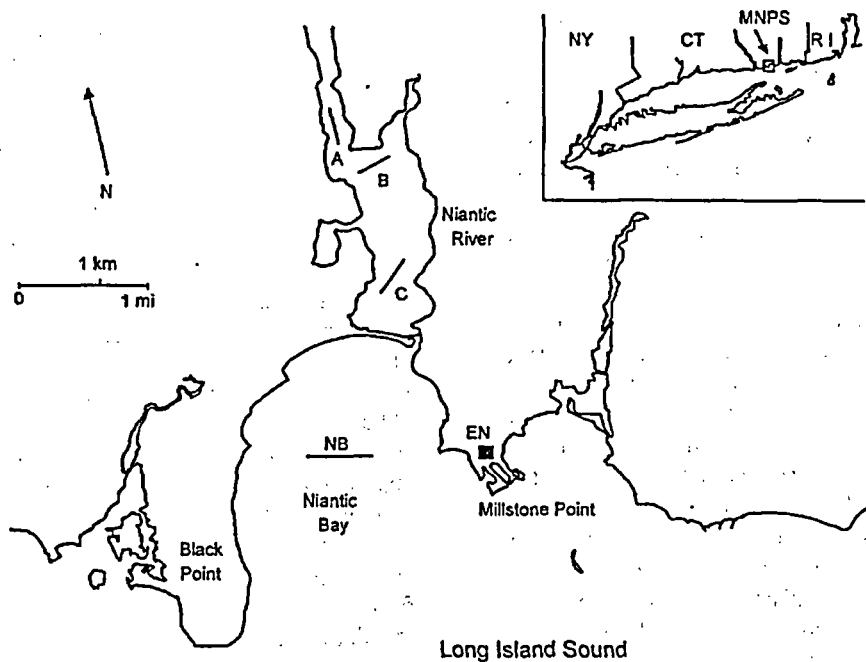 MNPS
NY
CT
R I
N
A
B
Niantic
River
C
1 km
0
1 mi
NB
EN
Niantic
Bay
Millstone Point
Black
Point
Long Island Sound